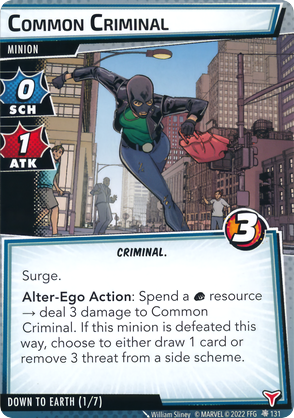 Common Criminal
MINION
0
SCH
1
ATK
3
CRIMINAL.
Surge.
Alter-Ego Action: Spend a resource
→ deal 3 damage to Common
Criminal. If this minion is defeated this
way, choose to either draw 1 card or
remove 3 threat from a side scheme.
DOWN TO EARTH (1/7)
William Sliney © MARVEL © 2022 FFG 131